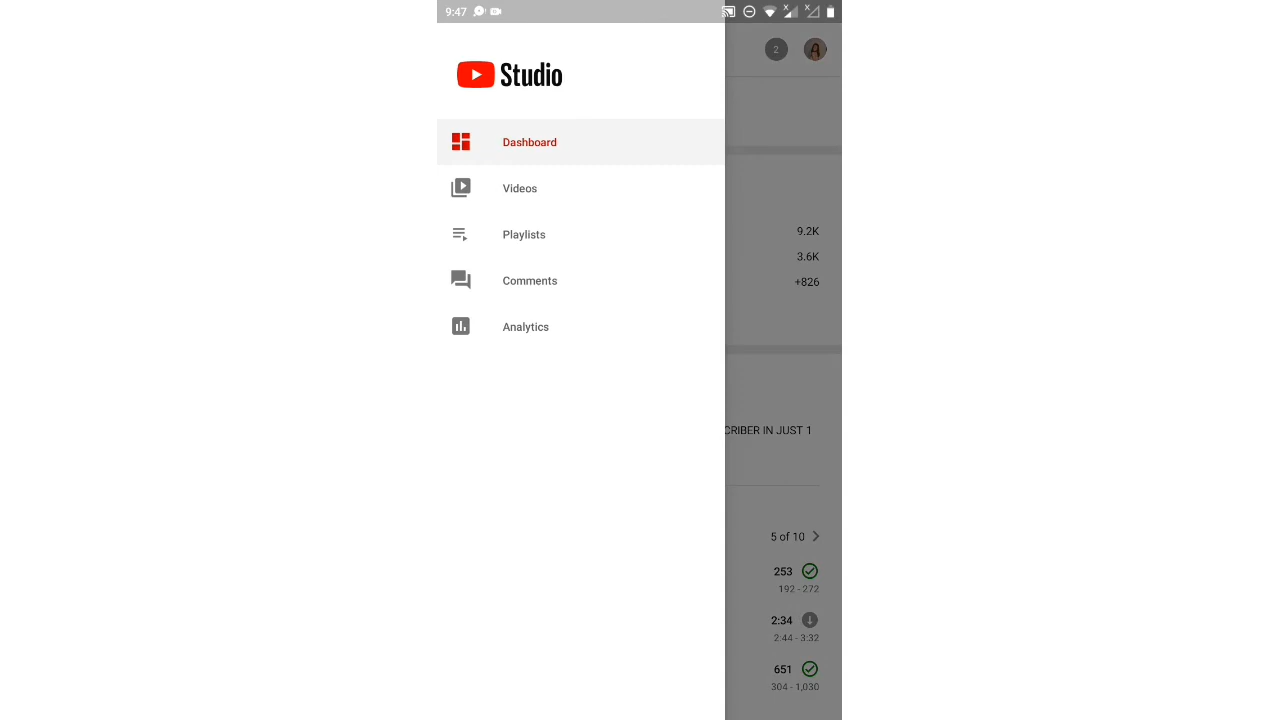 9:47
2
Studio
Dashboard
Videos
Playlists
Comments
Analytics
9.2K
3.6K
+826
CRIBER IN JUST 1
5 of 10
253
192 - 272
2:34
2:44 - 3:32
651
304 - 1,030